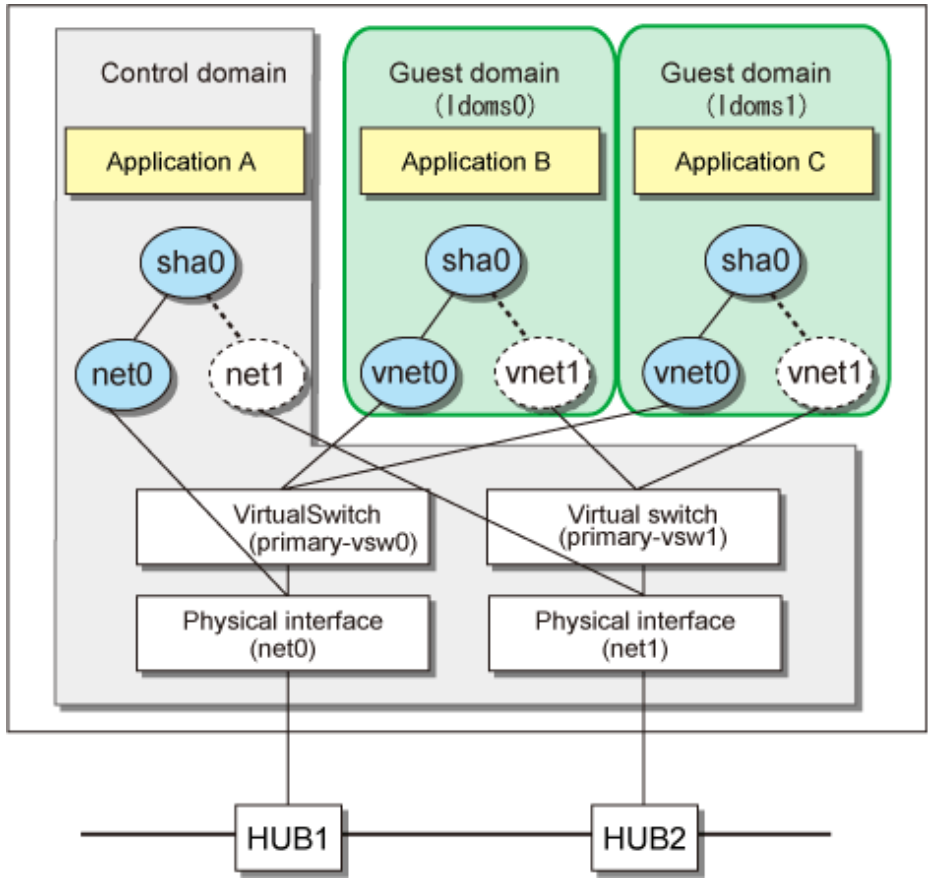 Control domain
Guest domain
(ldoms0)
Guest domain
(ldoms1)
Application A
Application B
Application C
sha0
sha0
sha0
net0
net1
vnet0
vnet1
vnet0
vnet1
VirtualSwitch
(primary-vsw0)
Virtual switch
(primary-vsw1)
Physical interface
(net0)
Physical interface
(net1)
HUB1
HUB2